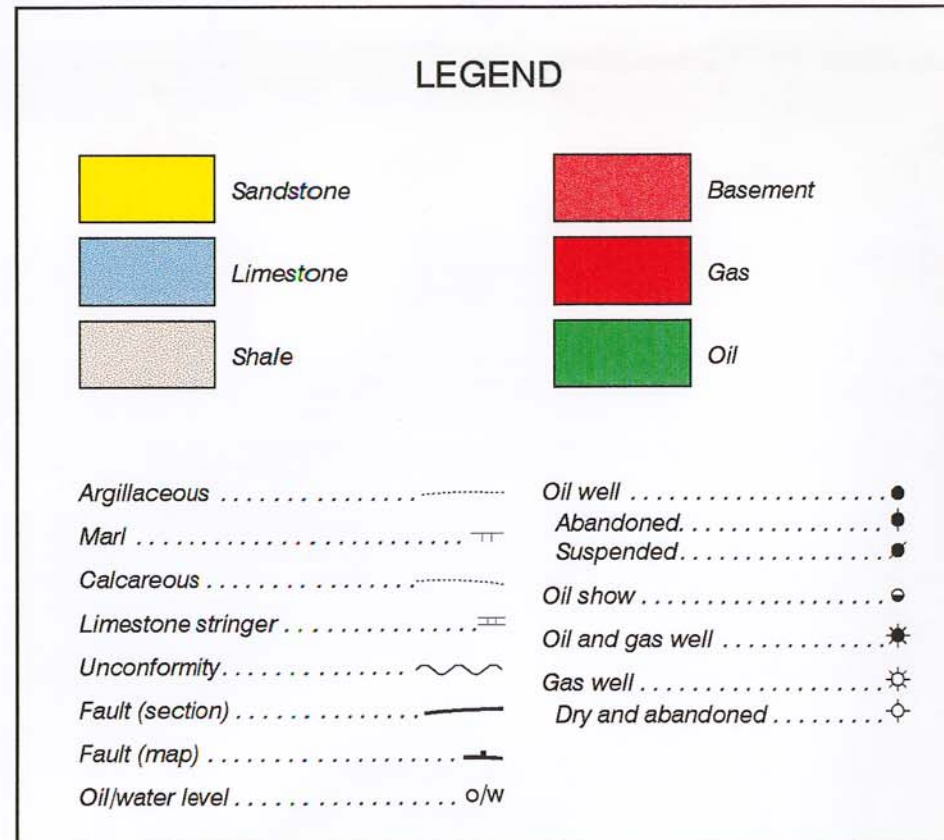 LEGEND
Sandstone
Limestone
Shale
Basement
Gas
Oil
Argillaceous
Marl
Calcareous
Limestone stringer
Unconformity
Fault (section)
Fault (map)
Oil/water level o/w
Oil well
Abandoned
Suspended
Oil show
Oil and gas well
Gas well
Dry and abandoned